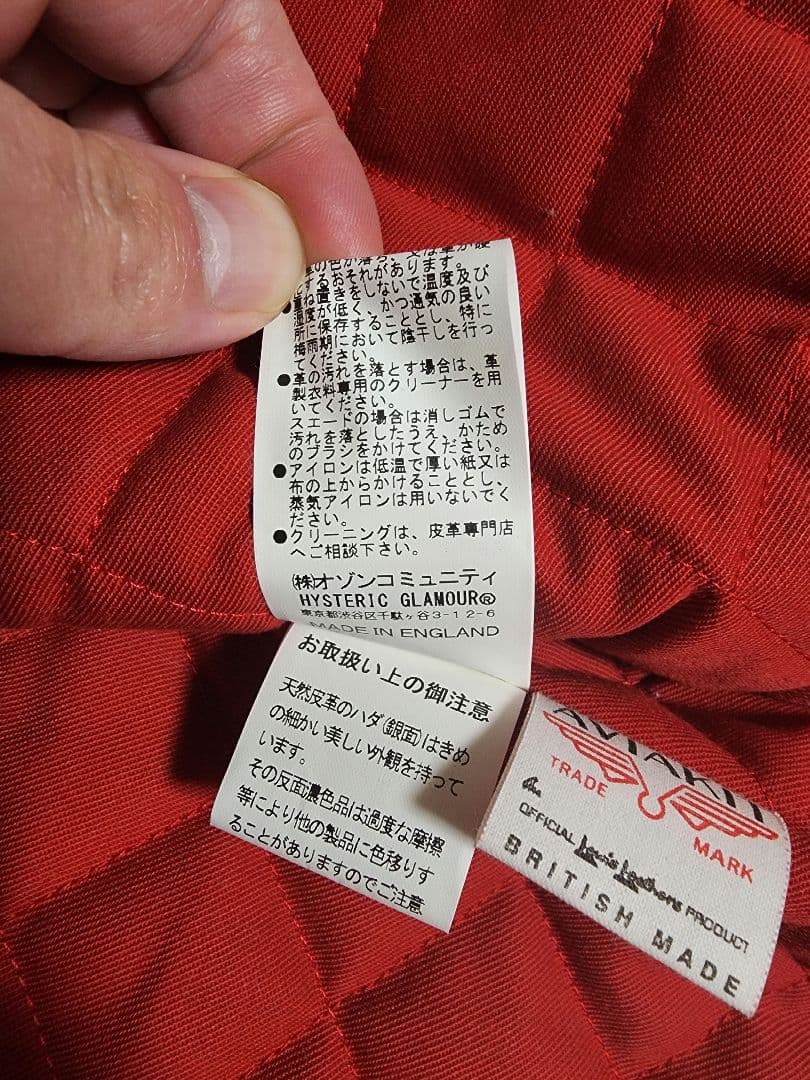 るおそれがあります。
●重ね置きをしないで温度及び
湿度が低く、かつ通気の良い
所に保存することとし、特に
梅雨期において陰干しを行っ
てください。
●革の汚れを落とす場合は、革
製衣料専用のクリーナーを用
いてください。
スエードの場合は消しゴムで
汚れを落としたうえ、かため
のブラシをかけてください。
●アイロンは低温で厚い紙又は
布の上からかけることとし、
蒸気アイロンは用いないでく
ださい。
●クリーニングは、皮革専門店
へご相談下さい。
㈱オゾンコミュニティ
HYSTERIC GLAMOUR®
東京都渋谷区千駄ヶ谷3-12-6
MADE IN ENGLAND
お取扱い上の御注意
天然皮革のハダ(銀面)はきめ
の細かい美しい外観を持って
います。
その反面濃色品は過度な摩擦
等により他の製品に色移りす
ることがありますのでご注意
AVIAKIT
TRADE
MARK
An
OFFICIAL Lewis Leathers PRODUCT
BRITISH MADE